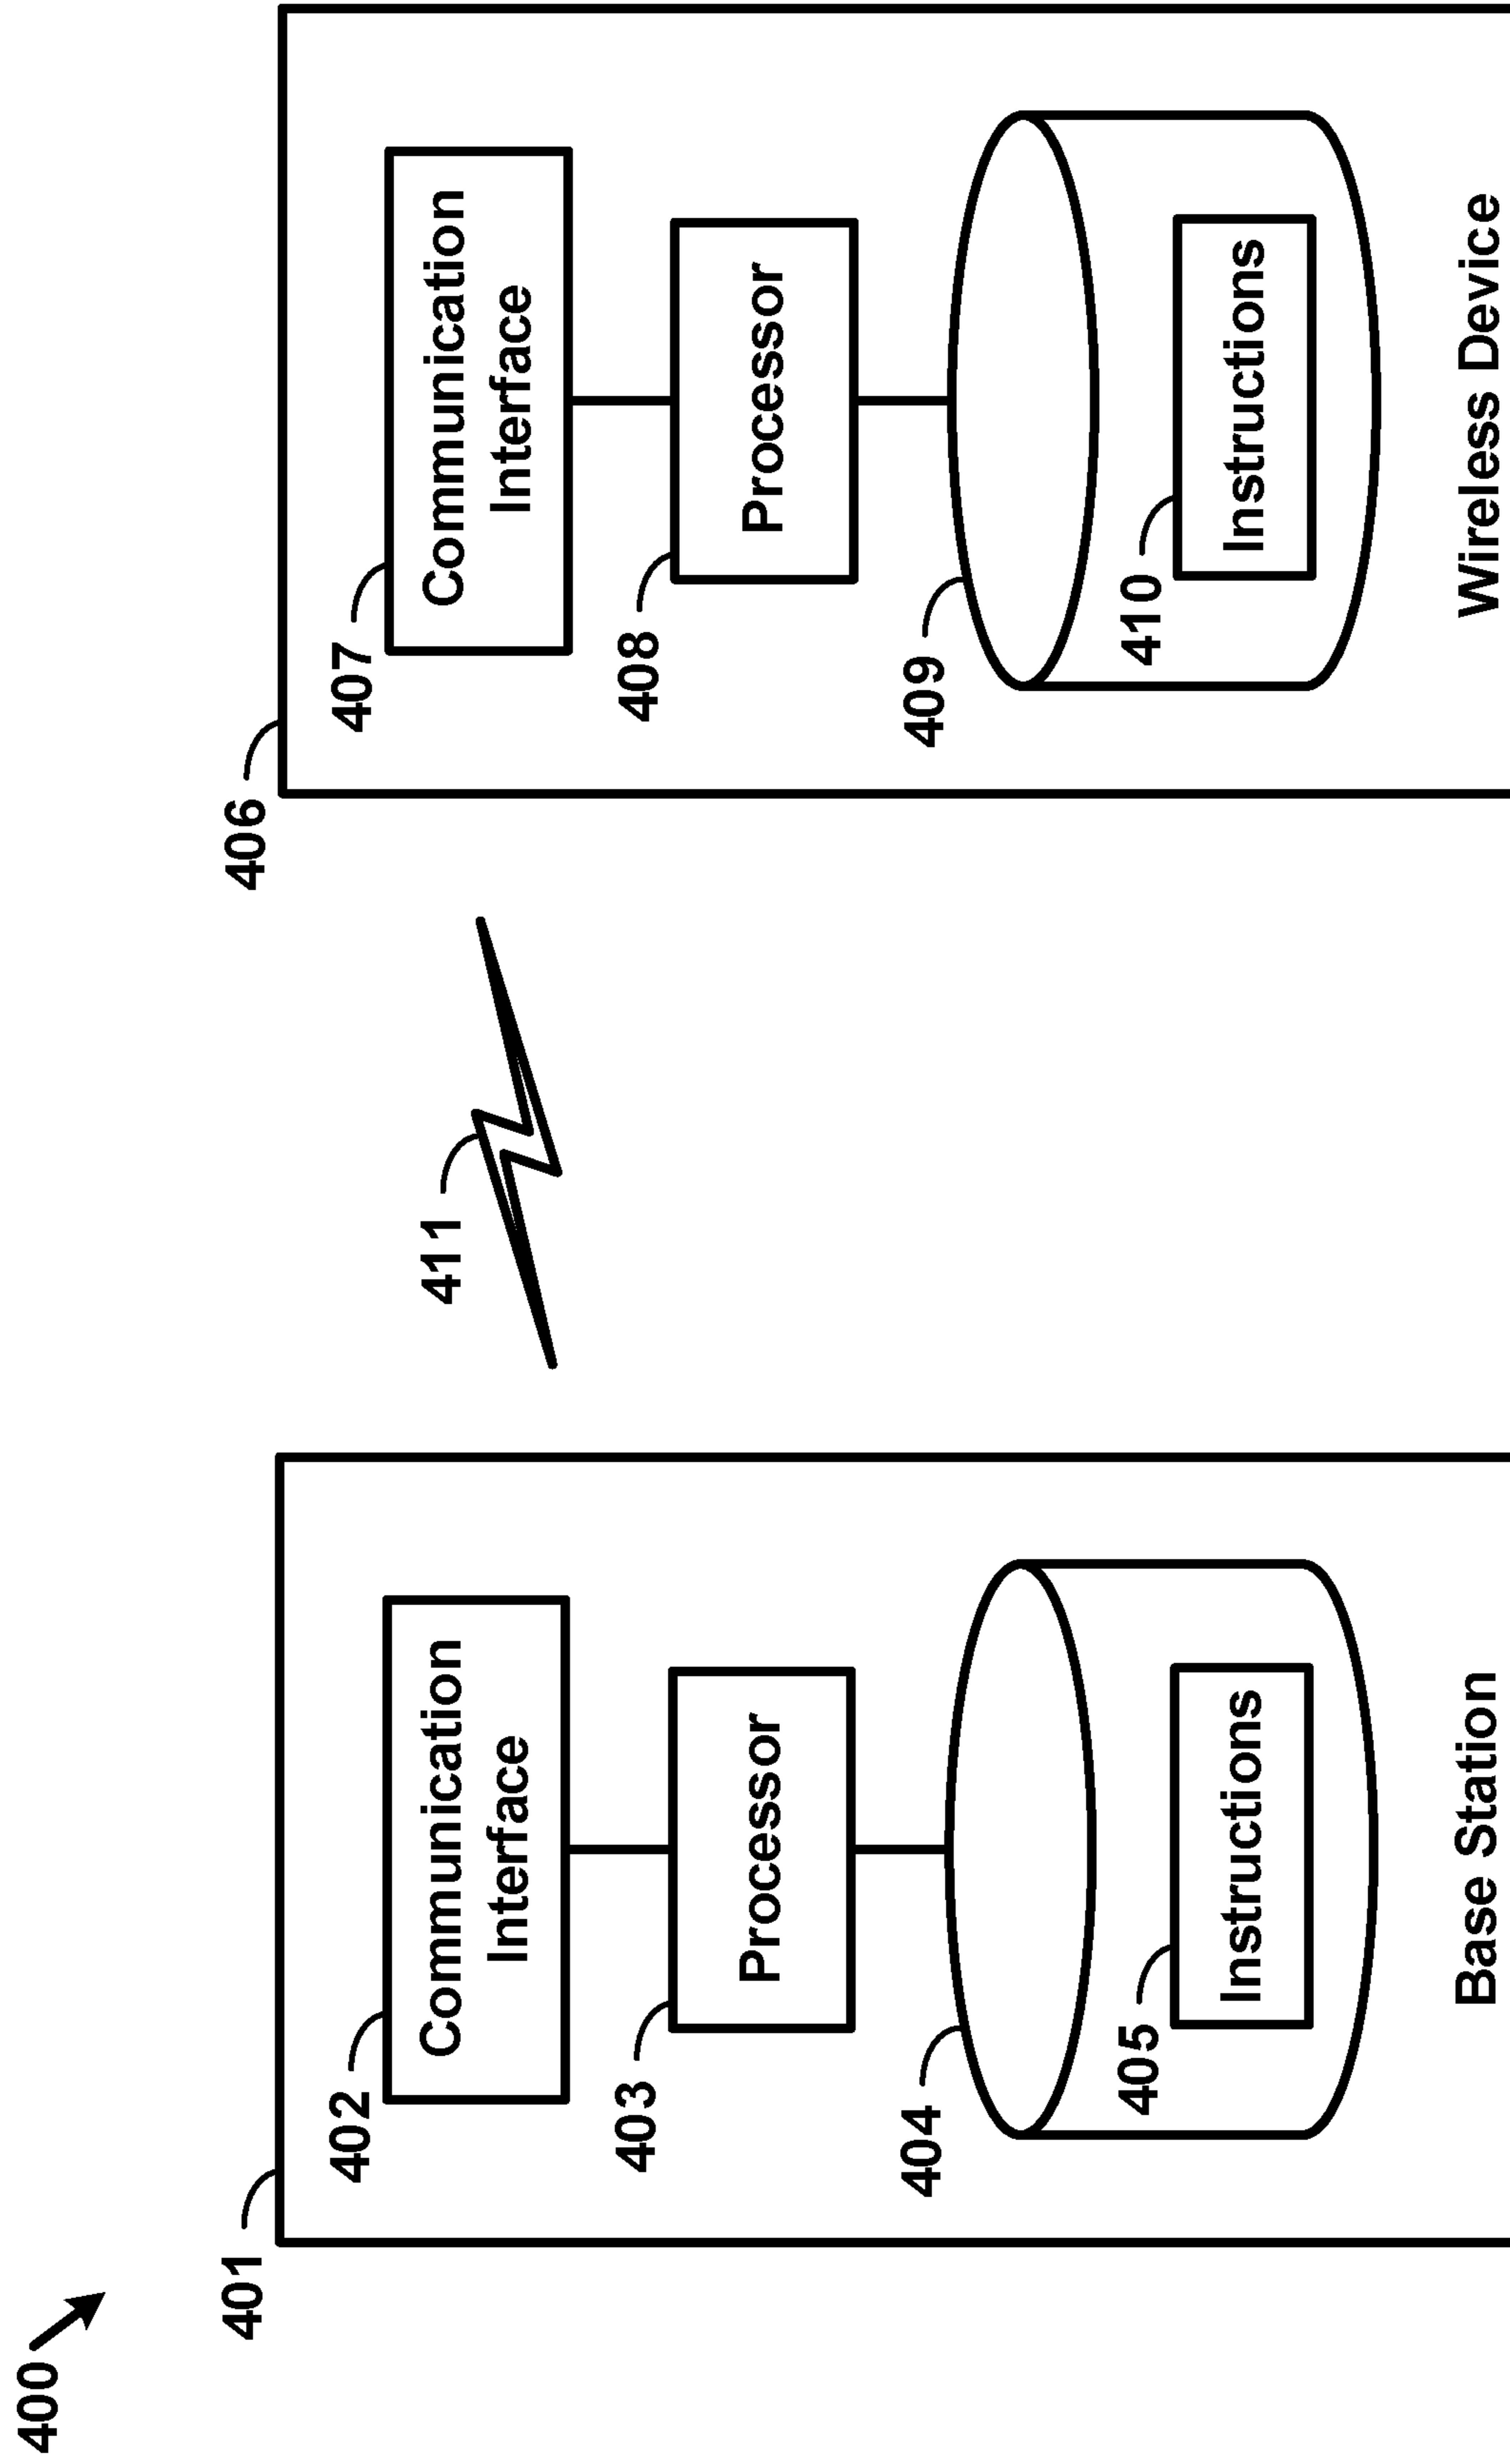 400
401
402
Communication
Interface
403
Processor
404
405
Instructions
Base Station
411
406
407
Communication
Interface
408
Processor
409
410
Instructions
Wireless Device